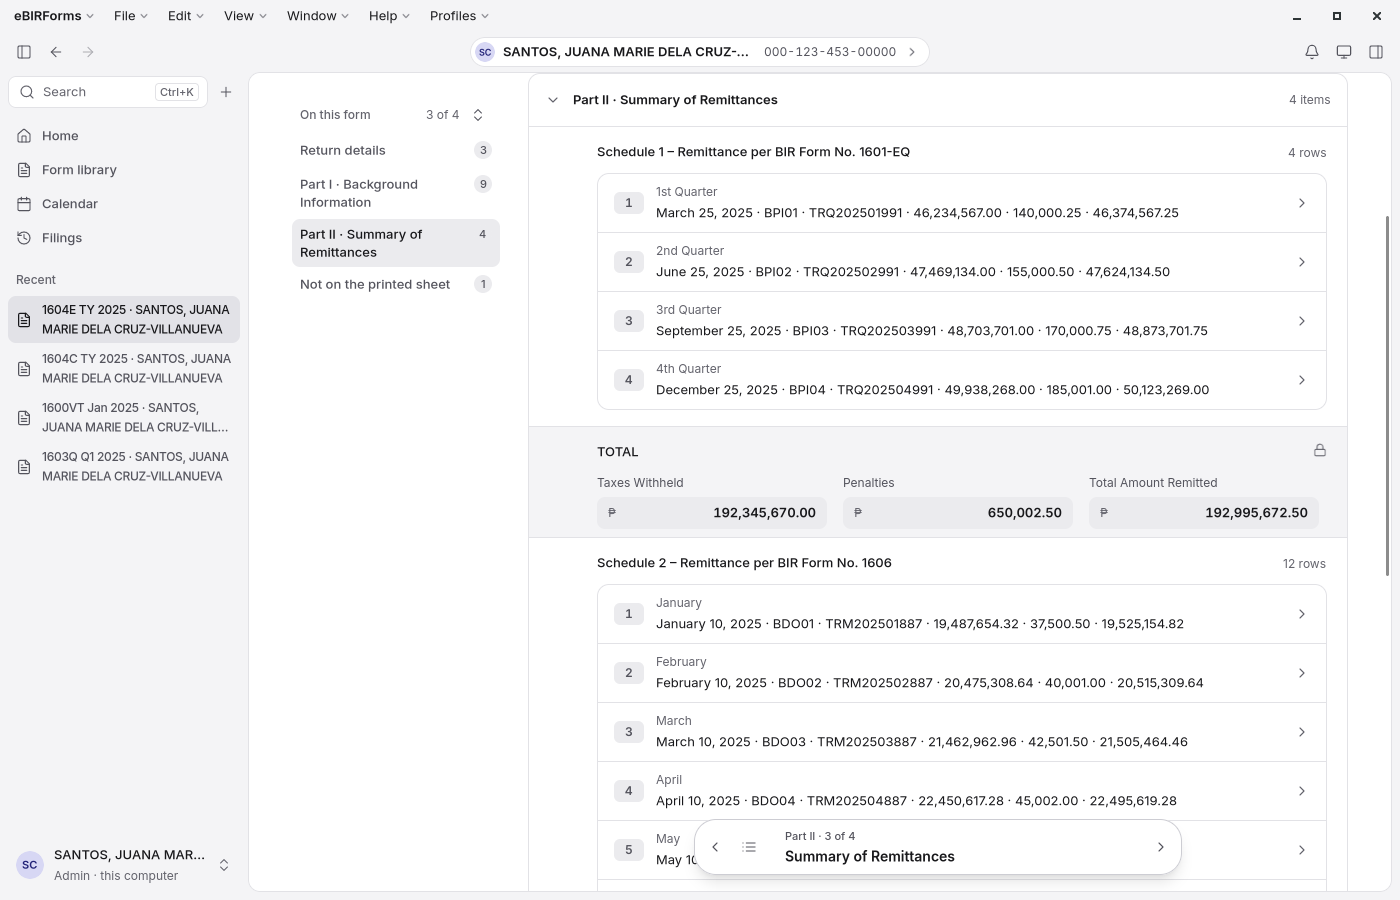 eBIRForms File Edit View Window Help Profiles
SC SANTOS, JUANA MARIE DELA CRUZ-... 000-123-453-00000
Search Ctrl+K
Home
Form library
Calendar
Filings
Recent
1604E TY 2025 · SANTOS, JUANA
MARIE DELA CRUZ-VILLANUEVA
1604C TY 2025 · SANTOS, JUANA
MARIE DELA CRUZ-VILLANUEVA
1600VT Jan 2025 · SANTOS,
JUANA MARIE DELA CRUZ-VILL...
1603Q Q1 2025 · SANTOS, JUANA
MARIE DELA CRUZ-VILLANUEVA
SC SANTOS, JUANA MAR...
Admin · this computer
On this form 3 of 4
Return details 3
Part I · Background 9
Information
Part II · Summary of 4
Remittances
Not on the printed sheet 1
Part II · Summary of Remittances 4 items
Schedule 1 – Remittance per BIR Form No. 1601-EQ 4 rows
1st Quarter
1 March 25, 2025 · BPI01 · TRQ202501991 · 46,234,567.00 · 140,000.25 · 46,374,567.25
2nd Quarter
2 June 25, 2025 · BPI02 · TRQ202502991 · 47,469,134.00 · 155,000.50 · 47,624,134.50
3rd Quarter
3 September 25, 2025 · BPI03 · TRQ202503991 · 48,703,701.00 · 170,000.75 · 48,873,701.75
4th Quarter
4 December 25, 2025 · BPI04 · TRQ202504991 · 49,938,268.00 · 185,001.00 · 50,123,269.00
TOTAL
Taxes Withheld Penalties Total Amount Remitted
₱ 192,345,670.00 ₱ 650,002.50 ₱ 192,995,672.50
Schedule 2 – Remittance per BIR Form No. 1606 12 rows
January
1 January 10, 2025 · BDO01 · TRM202501887 · 19,487,654.32 · 37,500.50 · 19,525,154.82
February
2 February 10, 2025 · BDO02 · TRM202502887 · 20,475,308.64 · 40,001.00 · 20,515,309.64
March
3 March 10, 2025 · BDO03 · TRM202503887 · 21,462,962.96 · 42,501.50 · 21,505,464.46
April
4 April 10, 2025 · BDO04 · TRM202504887 · 22,450,617.28 · 45,002.00 · 22,495,619.28
May
5 May 10
Part II · 3 of 4
Summary of Remittances